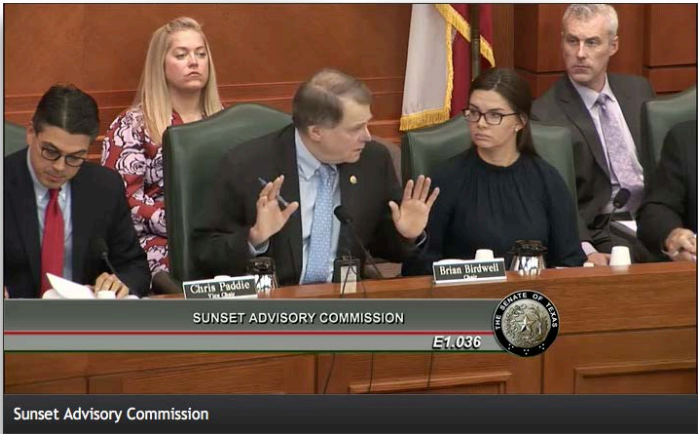 Chris Paddie
Vice Chair
Brian Birdwell
Chair
SUNSET ADVISORY COMMISSION
THE SENATE OF TEXAS
E1.036
Sunset Advisory Commission